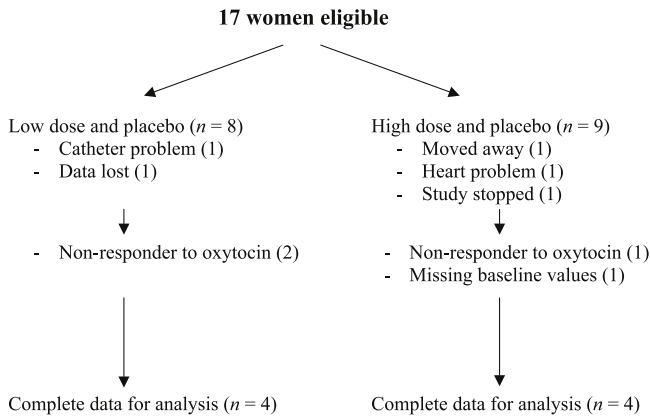 17 women eligible
Low dose and placebo (n = 8)
- Catheter problem (1)
- Data lost (1)
- Non-responder to oxytocin (2)
Complete data for analysis (n = 4)
High dose and placebo (n = 9)
- Moved away (1)
- Heart problem (1)
- Study stopped (1)
- Non-responder to oxytocin (1)
- Missing baseline values (1)
Complete data for analysis (n = 4)